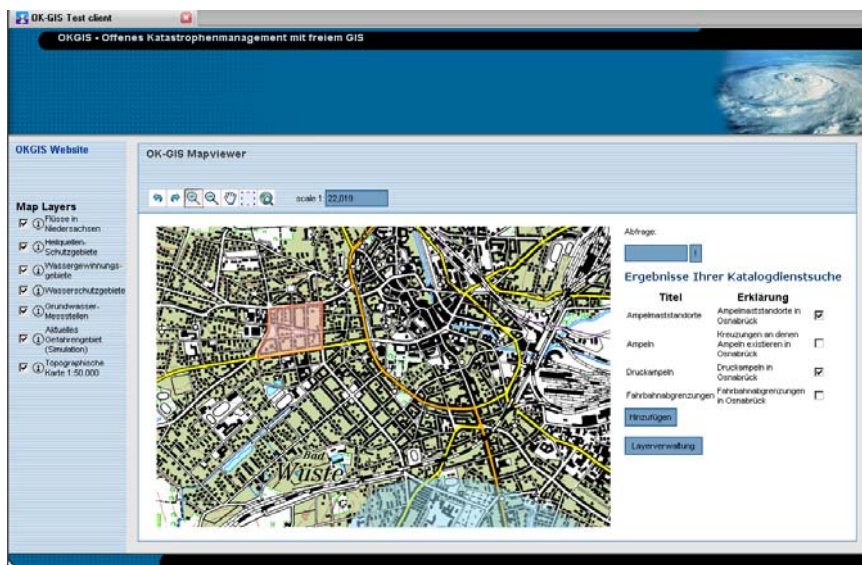 OK-GIS Test client
OKGIS - Offenes Katastrophenmanagement mit freiem GIS
OKGIS Website
OK-GIS Mapviewer
scale 1: 22,019
Map Layers
Flüsse in
Niedersachsen
Heilquellen-
Schutzgebiete
Wassergewinnungs-
gebiete
Wasserschutzgebiete
Grundwasser-
Messstellen
Aktuelles
Gefahrengebiet
(Simulation)
Topographische
Karte 1:50.000
Bad
Wüste
Abfrage:
!
Ergebnisse Ihrer Katalogdienstsuche
Titel Erklärung
Ampelmaststandorte Ampelmaststandorte in
Osnabrück
Ampeln Kreuzungen an denen
Ampeln existieren in
Osnabrück
Druckampeln Druckampeln in
Osnabrück
Fahrbahnabgrenzungen Fahrbahnabgrenzungen
in Osnabrück
Hinzufügen
Layerverwaltung